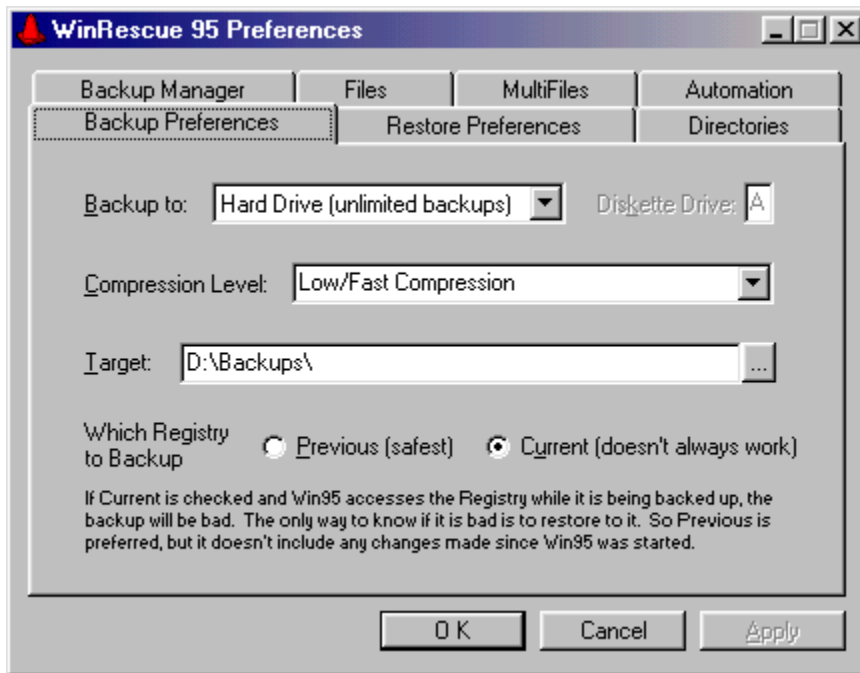 WinRescue 95 Preferences
Backup Manager Files MultiFiles Automation
Backup Preferences Restore Preferences Directories
Backup to: Hard Drive (unlimited backups) Diskette Drive: A
Compression Level: Low/Fast Compression
Target: D:\Backups\ ...
Which Registry
to Backup
Previous (safest) Current (doesn't always work)
If Current is checked and Win95 accesses the Registry while it is being backed up, the
backup will be bad. The only way to know if it is bad is to restore to it. So Previous is
preferred, but it doesn't include any changes made since Win95 was started.
OK Cancel Apply